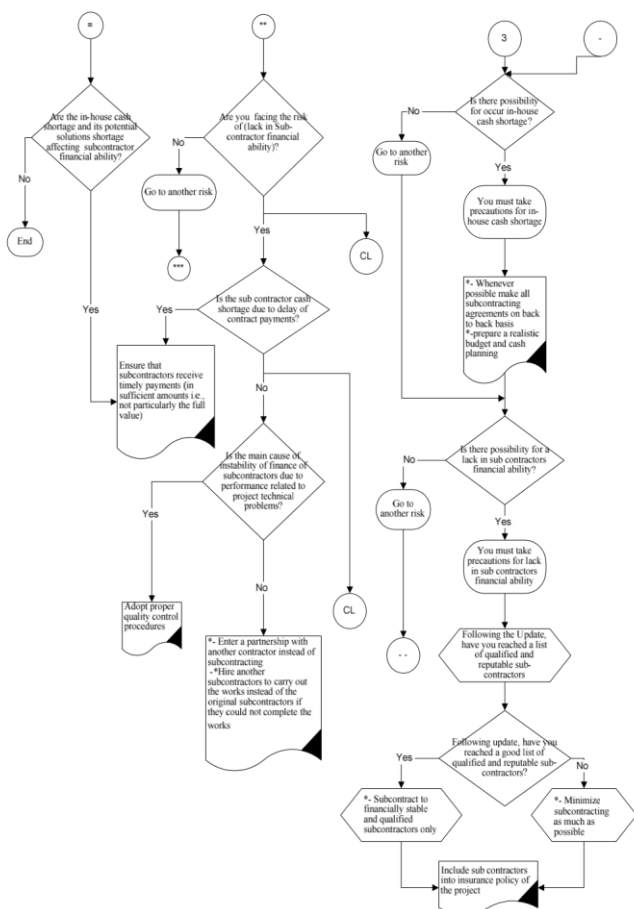 =
**
3
-
Are the in-house cash
shortage and its potential
solutions shortage
affecting subcontractor
financial ability?
No
End
Yes
Are you facing the risk
of (lack in Sub-
contractor financial
ability)?
No
Go to another risk
***
Yes
CL
Is the sub contractor cash
shortage due to delay of
contract payments?
Yes
Ensure that
subcontractors receive
timely payments (in
sufficient amounts i.e.,
not particularly the full
value)
No
Is the main cause of
instability of finance of
subcontractors due to
performance related to
project technical
problems?
Yes
Adopt proper
quality control
procedures
No
CL
*- Enter a partnership with
another contractor instead of
subcontracting
-*Hire another
subcontractors to carry out
the works instead of the
original subcontractors if
they could not complete the
works
Is there possibility
for occur in-house
cash shortage?
No
Go to another
risk
Yes
You must take
precautions for in-
house cash shortage
*- Whenever
possible make all
subcontracting
agreements on back
to back basis
*-prepare a realistic
budget and cash
planning
Is there possibility for a
lack in sub contractors
financial ability?
No
Go to
another risk
- -
Yes
You must take
precautions for lack
in sub contractors
financial ability
Following the Update,
have you reached a list
of qualified and
reputable sub-
contractors
Following update, have you
reached a good list of
qualified and reputable sub-
contractors?
Yes
No
*- Subcontract to
financially stable
and qualified
subcontractors only
*- Minimize
subcontracting
as much as
possible
Include sub contractors
into insurance policy of
the project